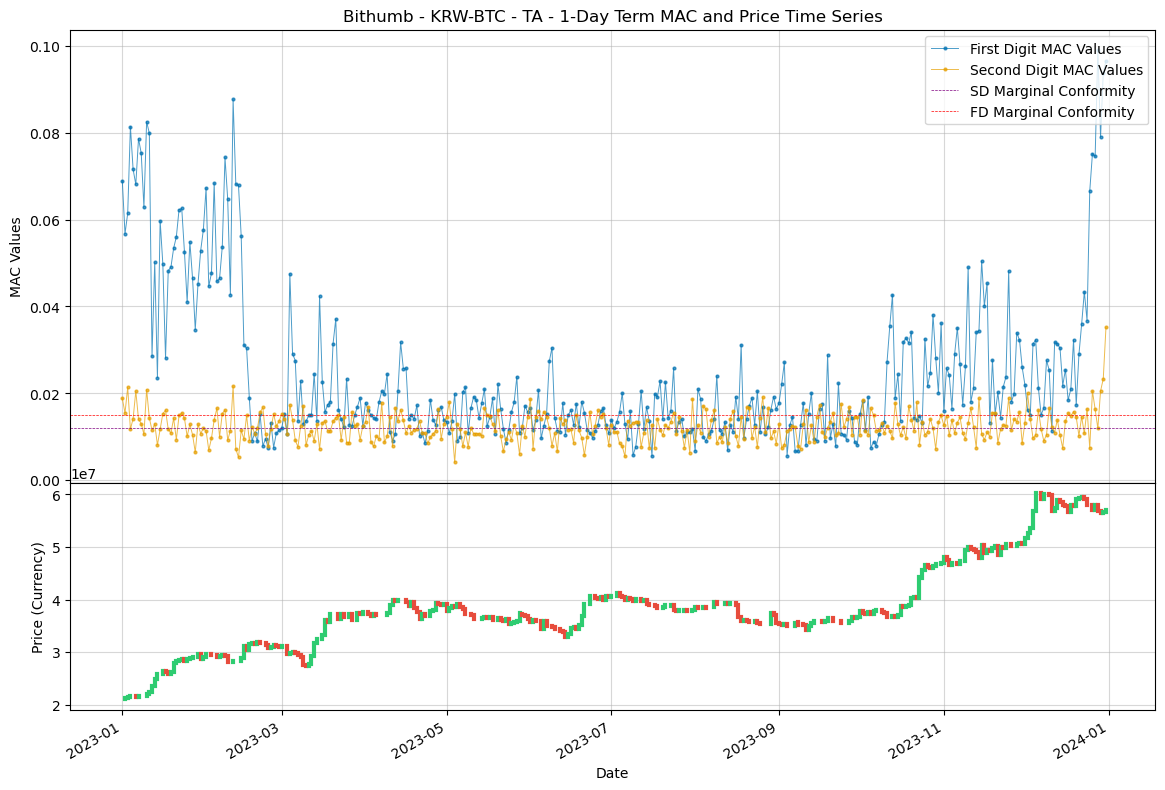 Bithumb - KRW-BTC - TA - 1-Day Term MAC and Price Time Series
First Digit MAC Values
Second Digit MAC Values
SD Marginal Conformity
FD Marginal Conformity
MAC Values
0.10
0.08
0.06
0.04
0.02
0.00
1e7
Price (Currency)
6
5
4
3
2
2023-01
2023-03
2023-05
2023-07
2023-09
2023-11
2024-01
Date